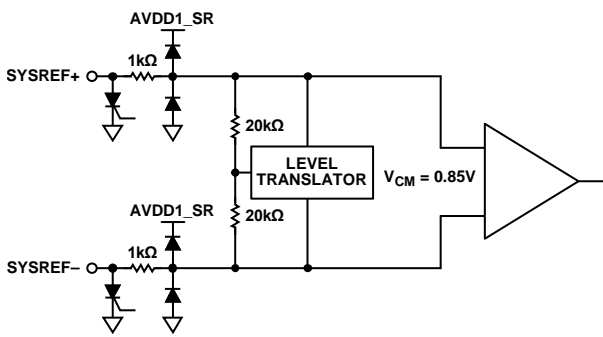 AVDD1_SR
1kΩ
SYSREF+
20kΩ
LEVEL
TRANSLATOR
V_CM = 0.85V
20kΩ
AVDD1_SR
1kΩ
SYSREF−